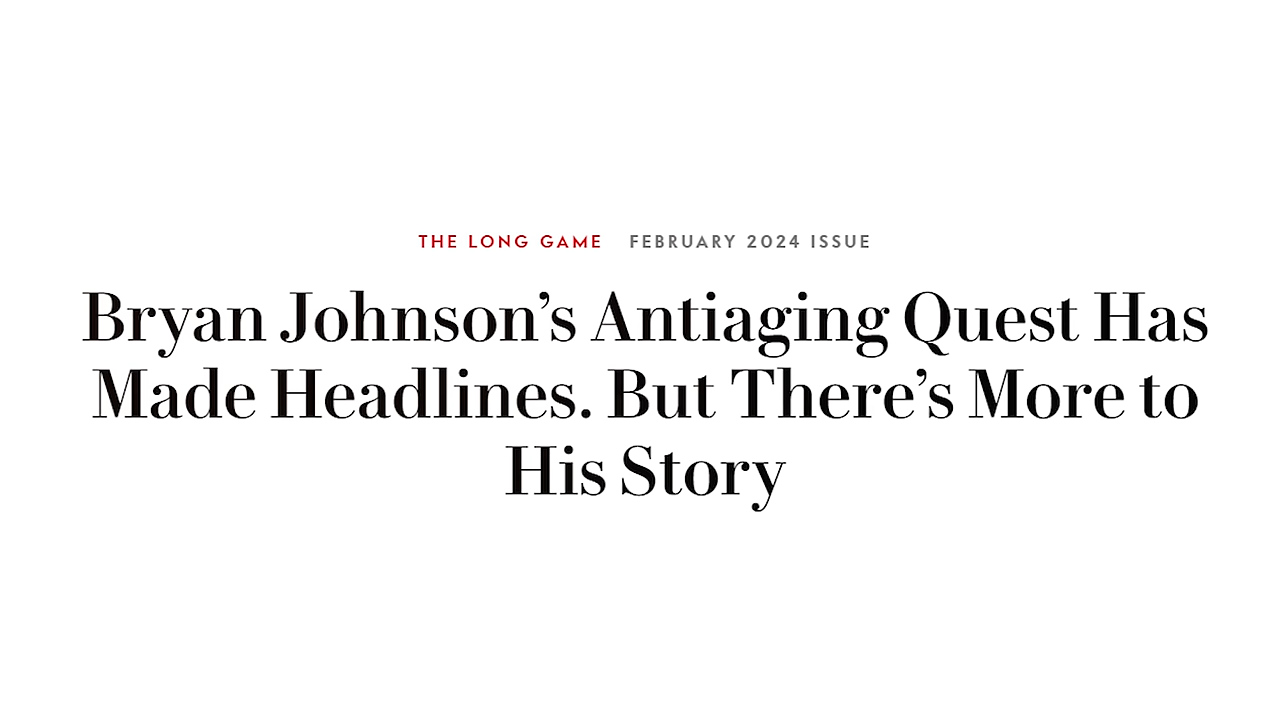 THE LONG GAME FEBRUARY 2024 ISSUE
Bryan Johnson’s Antiaging Quest Has
Made Headlines. But There’s More to
His Story